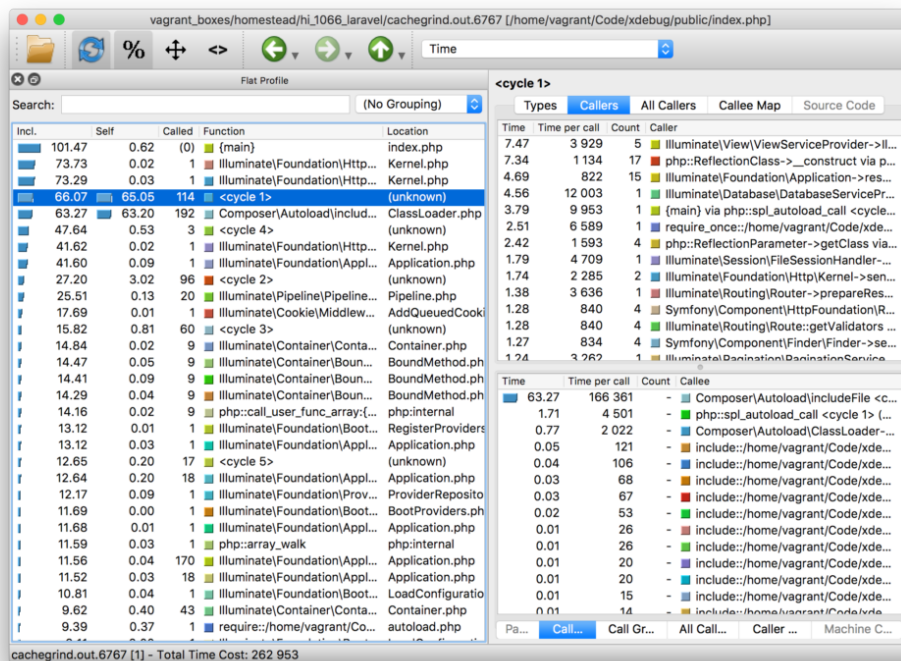 vagrant_boxes/homestead/hi_1066_laravel/cachegrind.out.6767 [/home/vagrant/Code/xdebug/public/index.php]
% <> Time
Flat Profile
Search: (No Grouping)
Incl. Self Called Function Location
101.47 0.62 (0) {main} index.php
73.73 0.02 1 Illuminate\Foundation\Http... Kernel.php
73.29 0.03 1 Illuminate\Foundation\Http... Kernel.php
66.07 65.05 114 <cycle 1> (unknown)
63.27 63.20 192 Composer\Autoload\includ... ClassLoader.php
47.64 0.53 3 <cycle 4> (unknown)
41.62 0.02 1 Illuminate\Foundation\Http... Kernel.php
41.60 0.09 1 Illuminate\Foundation\Appl... Application.php
27.20 3.02 96 <cycle 2> (unknown)
25.51 0.13 20 Illuminate\Pipeline\Pipeline... Pipeline.php
17.69 0.01 1 Illuminate\Cookie\Middlew... AddQueuedCooki
15.82 0.81 60 <cycle 3> (unknown)
14.84 0.02 9 Illuminate\Container\Conta... Container.php
14.47 0.05 9 Illuminate\Container\Boun... BoundMethod.ph
14.41 0.09 9 Illuminate\Container\Boun... BoundMethod.ph
14.29 0.04 9 Illuminate\Container\Boun... BoundMethod.ph
14.16 0.02 9 php::call_user_func_array:{... php:internal
13.12 0.01 1 Illuminate\Foundation\Boot... RegisterProviders
13.12 0.03 1 Illuminate\Foundation\Appl... Application.php
12.65 0.20 17 <cycle 5> (unknown)
12.64 0.20 18 Illuminate\Foundation\Appl... Application.php
12.17 0.09 1 Illuminate\Foundation\Prov... ProviderReposito
11.69 0.00 1 Illuminate\Foundation\Boot... BootProviders.ph
11.68 0.01 1 Illuminate\Foundation\Appl... Application.php
11.59 0.03 1 php::array_walk php:internal
11.56 0.04 170 Illuminate\Foundation\Appl... Application.php
11.52 0.03 18 Illuminate\Foundation\Appl... Application.php
10.81 0.04 1 Illuminate\Foundation\Boot... LoadConfiguratio
9.62 0.40 43 Illuminate\Container\Conta... Container.php
9.39 0.37 1 require::/home/vagrant/Co... autoload.php
<cycle 1>
Types Callers All Callers Callee Map Source Code
Time Time per call Count Caller
7.47 3 929 5 Illuminate\View\ViewServiceProvider->Il...
7.34 1 134 17 php::ReflectionClass->__construct via p...
4.69 822 15 Illuminate\Foundation\Application->res...
4.56 12 003 1 Illuminate\Database\DatabaseServicePr...
3.79 9 953 1 {main} via php::spl_autoload_call <cycle...
2.51 6 589 1 require_once::/home/vagrant/Code/xde...
2.42 1 593 4 php::ReflectionParameter->getClass via...
1.79 4 709 1 Illuminate\Session\FileSessionHandler-...
1.74 2 285 2 Illuminate\Foundation\Http\Kernel->sen...
1.38 3 636 1 Illuminate\Routing\Router->prepareRes...
1.28 840 4 Symfony\Component\HttpFoundation\R...
1.28 840 4 Illuminate\Routing\Route::getValidators ...
1.27 834 4 Symfony\Component\Finder\Finder->se...
1.24 3 262 1 Illuminate\Pagination\PaginationService
Time Time per call Count Callee
63.27 166 361 - Composer\Autoload\includeFile <c...
1.71 4 501 - php::spl_autoload_call <cycle 1> (...
0.77 2 022 - Composer\Autoload\ClassLoader-...
0.05 121 - include::/home/vagrant/Code/xde...
0.04 106 - include::/home/vagrant/Code/xde...
0.03 68 - include::/home/vagrant/Code/xde...
0.03 67 - include::/home/vagrant/Code/xde...
0.02 53 - include::/home/vagrant/Code/xde...
0.01 26 - include::/home/vagrant/Code/xde...
0.01 26 - include::/home/vagrant/Code/xde...
0.01 20 - include::/home/vagrant/Code/xde...
0.01 20 - include::/home/vagrant/Code/xde...
0.01 15 - include::/home/vagrant/Code/xde...
0.01 14 - include::/home/vagrant/Code/xde...
Pa... Call... Call Gr... All Call... Caller ... Machine C...
cachegrind.out.6767 [1] - Total Time Cost: 262 953